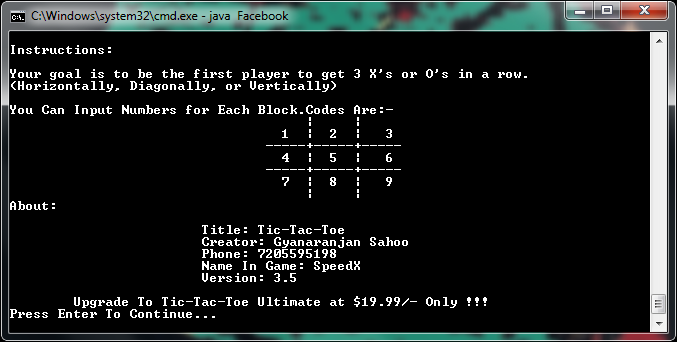 C:\Windows\system32\cmd.exe - java  Facebook
Instructions:
Your goal is to be the first player to get 3 X's or O's in a row.
(Horizontally, Diagonally, or Vertically)
You Can Input Numbers for Each Block.Codes Are:-
1 ¦ 2 ¦ 3
-----+-----+-----
4 ¦ 5 ¦ 6
-----+-----+-----
7 ¦ 8 ¦ 9
About:
Title: Tic-Tac-Toe
Creator: Gyanaranjan Sahoo
Phone: 7205595198
Name In Game: SpeedX
Version: 3.5
Upgrade To Tic-Tac-Toe Ultimate at $19.99/- Only !!!
Press Enter To Continue...